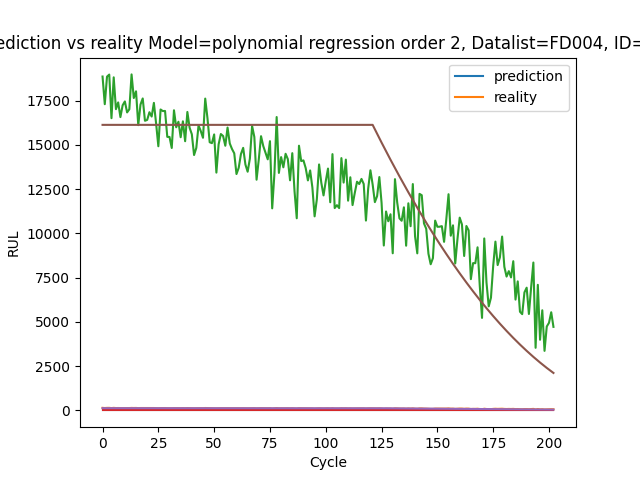 ediction vs reality Model=polynomial regression order 2, Datalist=FD004, ID=
prediction
reality
17500
15000
12500
10000
7500
5000
2500
0
RUL
0 25 50 75 100 125 150 175 200
Cycle